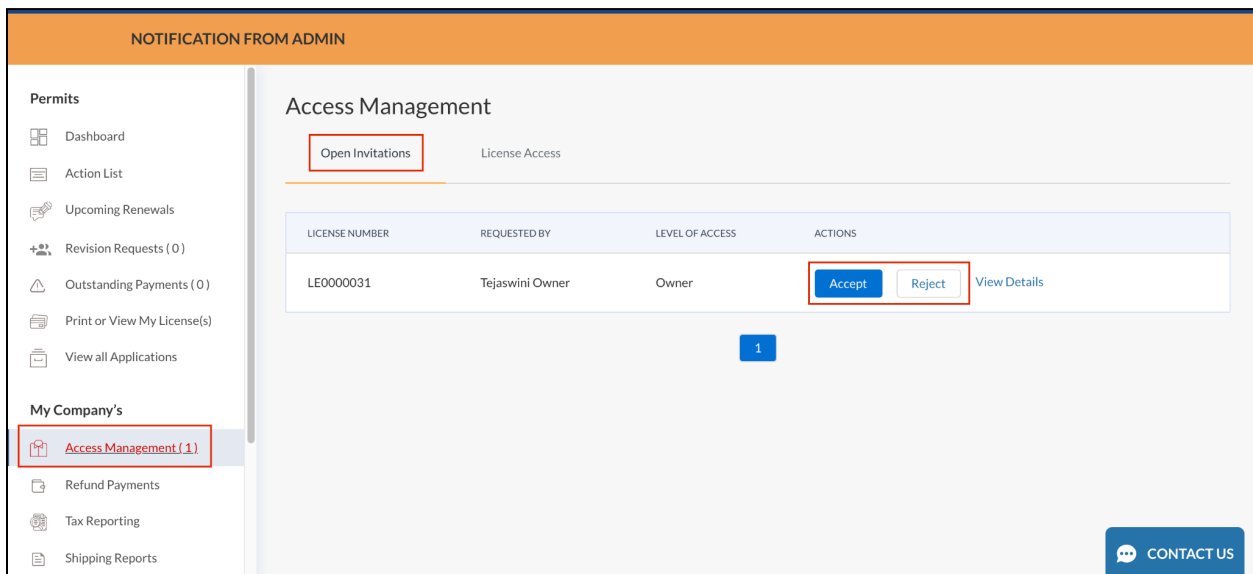 NOTIFICATION FROM ADMIN
Permits
Dashboard
Action List
Upcoming Renewals
Revision Requests ( 0 )
Outstanding Payments ( 0 )
Print or View My License(s)
View all Applications
My Company's
Access Management ( 1 )
Refund Payments
Tax Reporting
Shipping Reports
Access Management
Open Invitations License Access
LICENSE NUMBER REQUESTED BY LEVEL OF ACCESS ACTIONS
LE0000031 Tejaswini Owner Owner Accept Reject View Details
1
CONTACT US